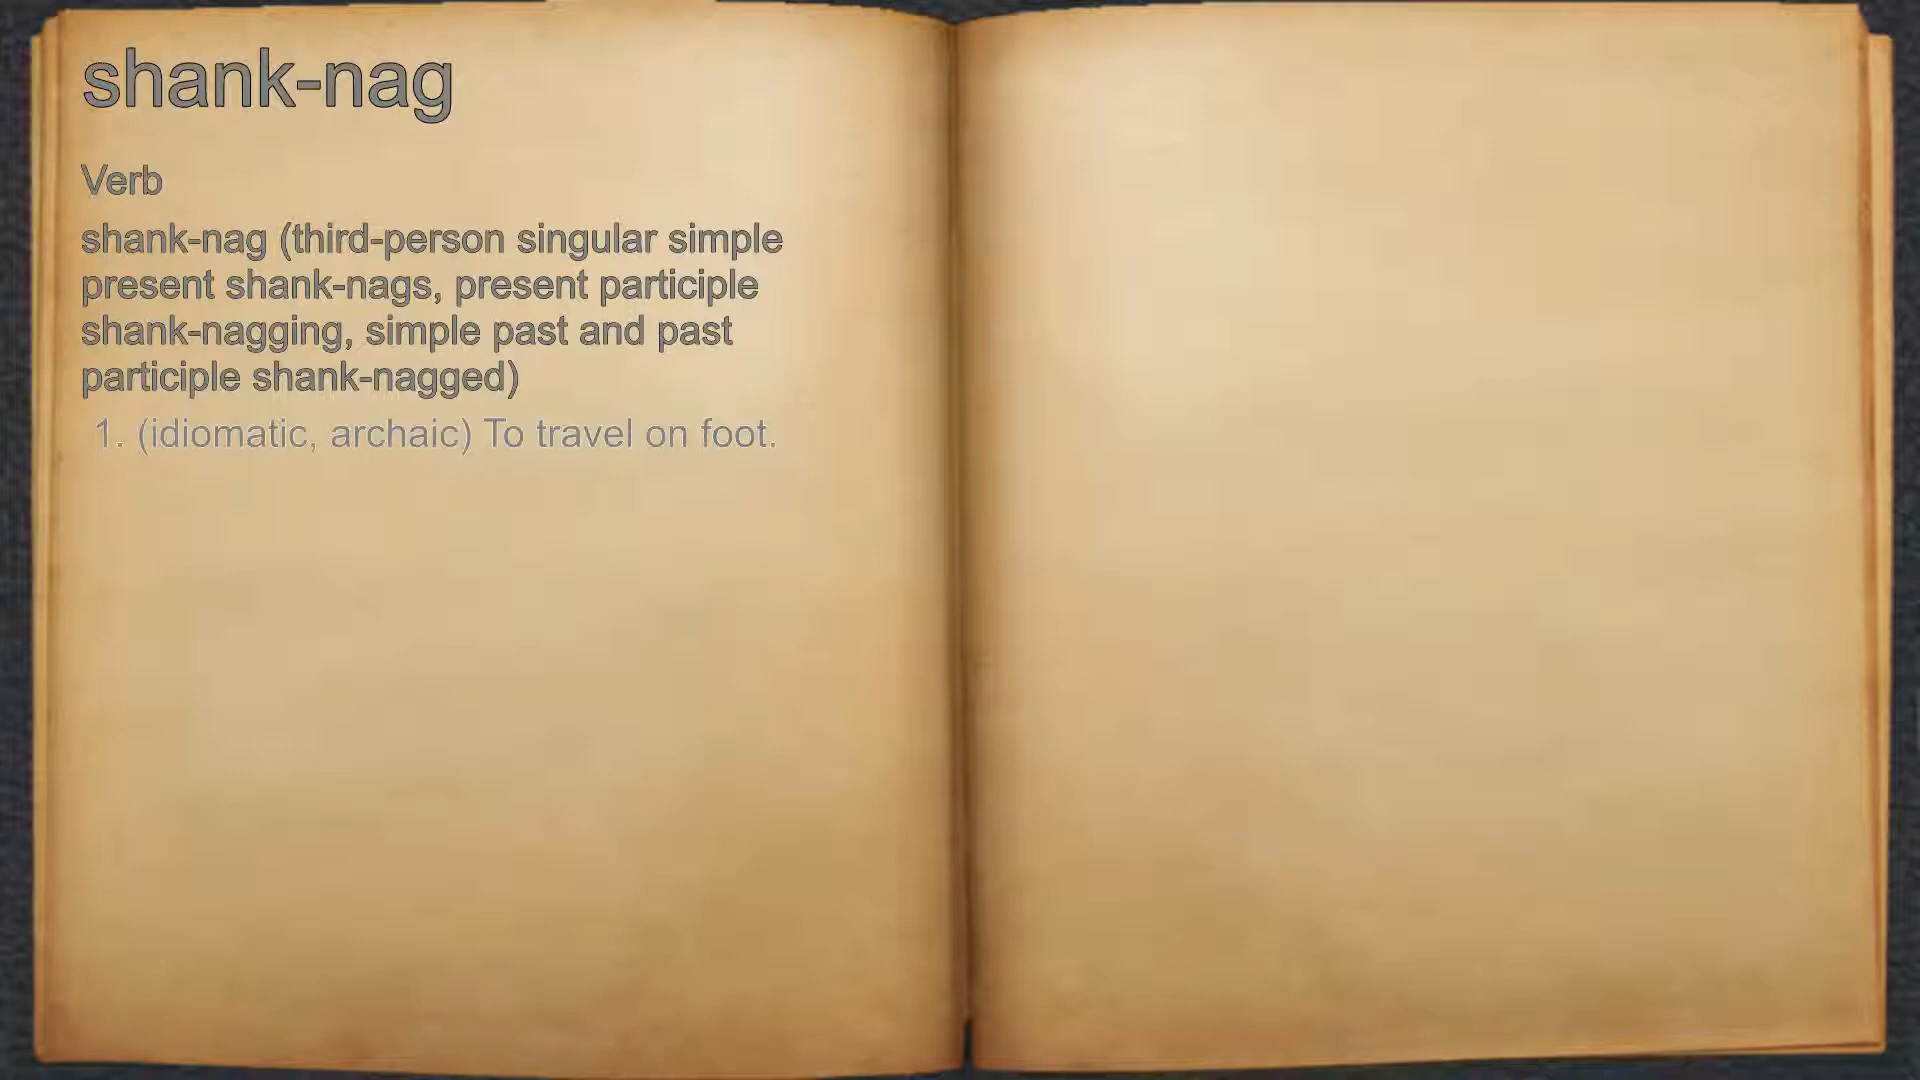 shank-nag
Verb
shank-nag (third-person singular simple
present shank-nags, present participle
shank-nagging, simple past and past
participle shank-nagged)
1. (idiomatic, archaic) To travel on foot.